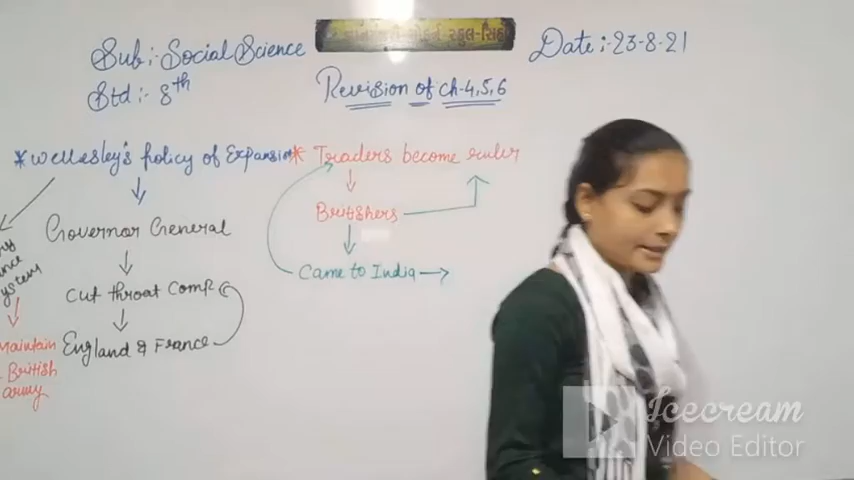 Sub:- Social Science
Date :- 23-8-21
Std :- 8th
Revision of ch-4,5,6
*Wellesley's policy of Expansion
* Traders become ruler
Governor General
Britishers
Came to India
cut throat Comp
England & France
Maintain
British
army
Icecream
Video Editor